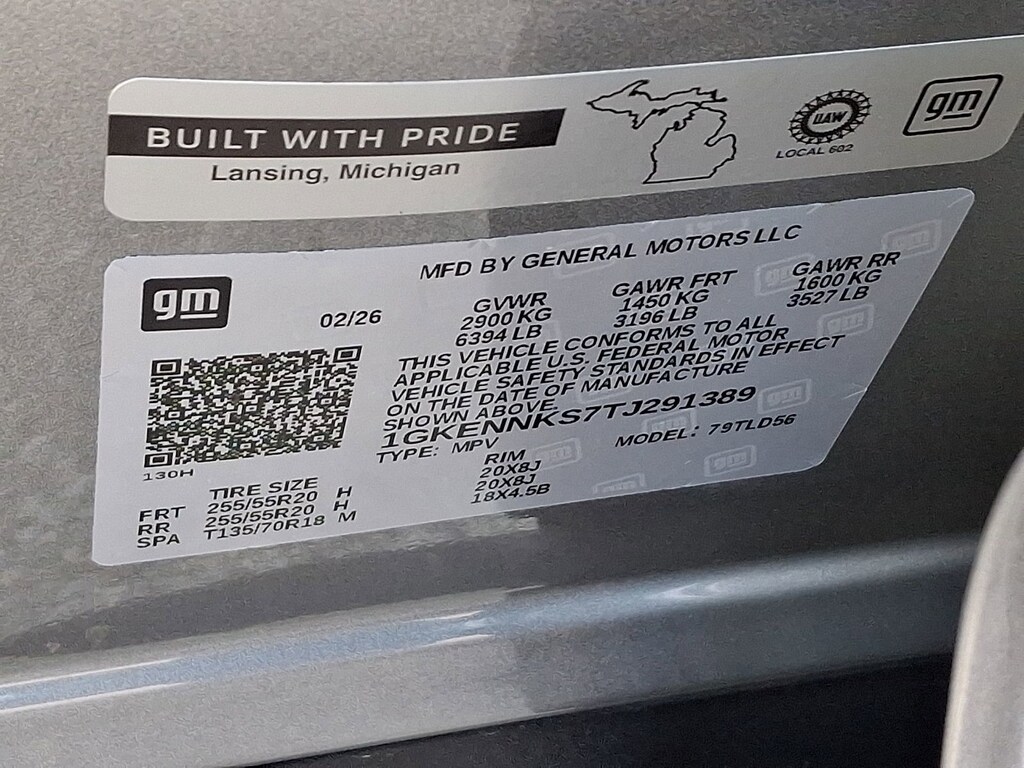 BUILT WITH PRIDE
Lansing, Michigan
UAW
LOCAL 602
gm
gm
MFD BY GENERAL MOTORS LLC
02/26
GVWR
2900 KG
6394 LB
GAWR FRT
1450 KG
3196 LB
GAWR RR
1600 KG
3527 LB
THIS VEHICLE CONFORMS TO ALL
APPLICABLE U.S. FEDERAL MOTOR
VEHICLE SAFETY STANDARDS IN EFFECT
ON THE DATE OF MANUFACTURE
SHOWN ABOVE
1GKENNKS7TJ291389
TYPE: MPV
MODEL: 79TLD56
130H
TIRE SIZE RIM
FRT 255/55R20 H 20X8J
RR 255/55R20 H 20X8J
SPA T135/70R18 M 18X4.5B